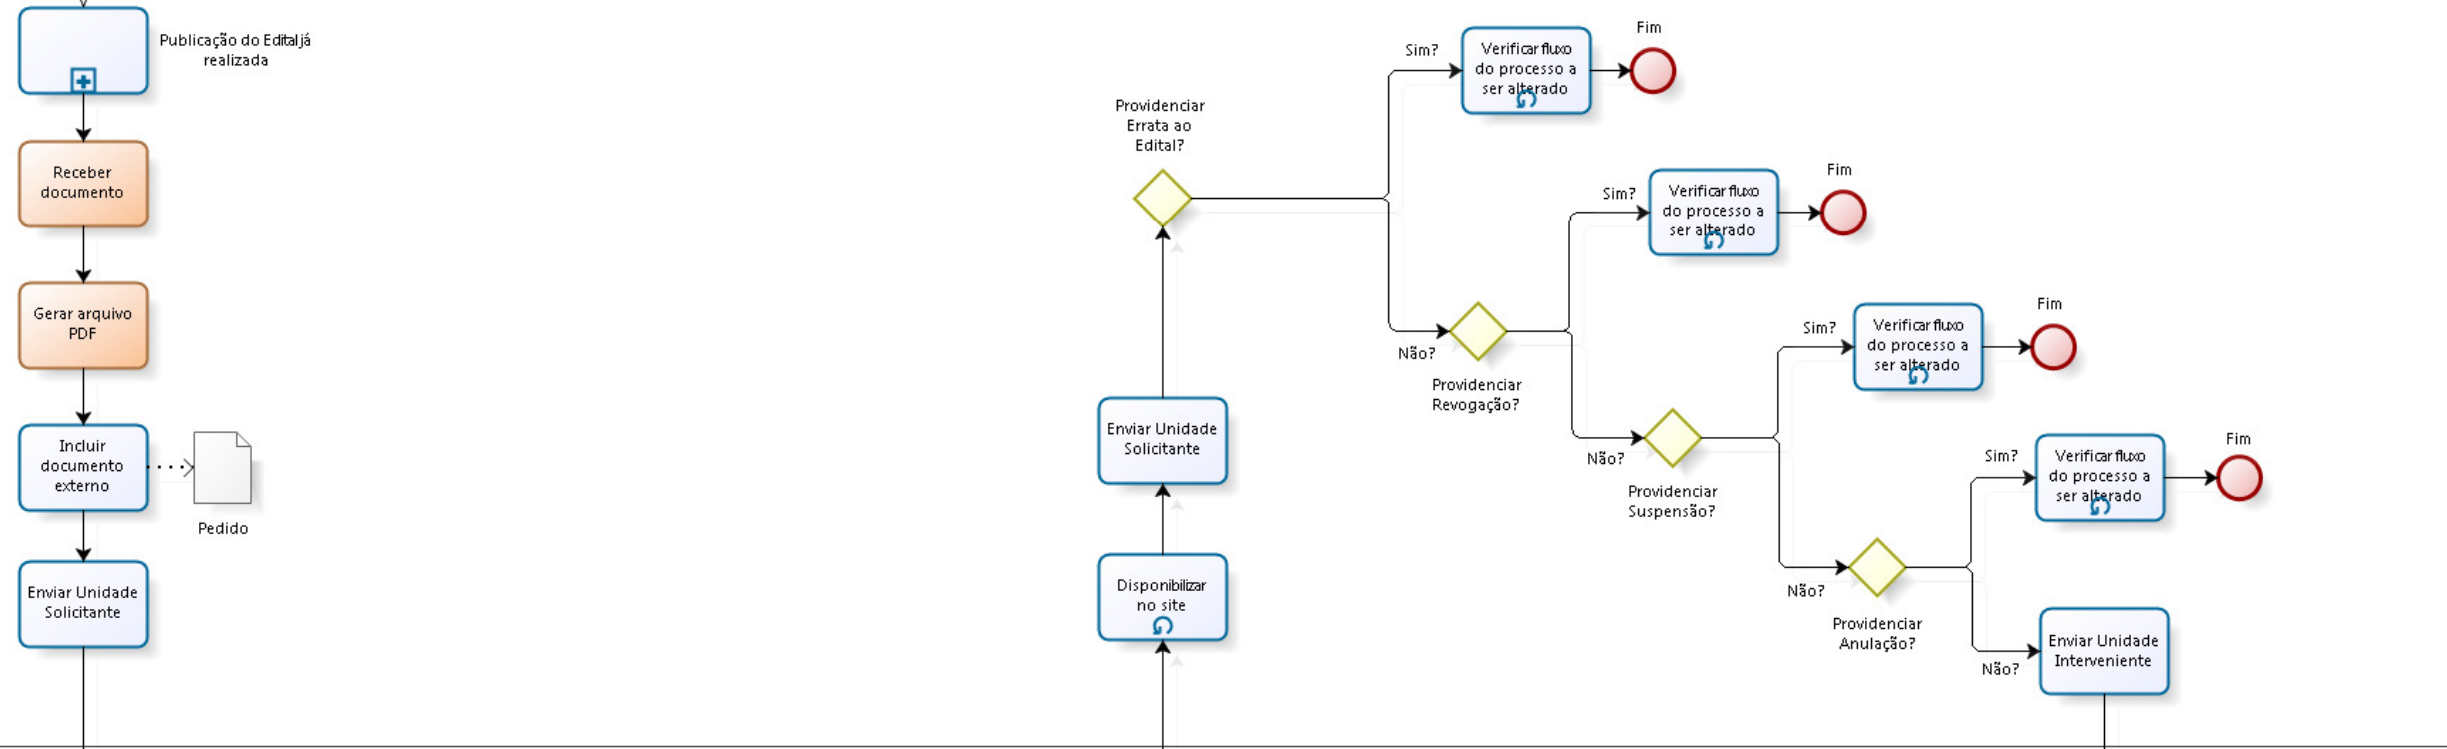 Publicação do Edital já
realizada
Receber
documento
Gerar arquivo
PDF
Incluir
documento
externo
Pedido
Enviar Unidade
Solicitante
Providenciar
Errata ao
Edital?
Enviar Unidade
Solicitante
Disponibilizar
no site
Sim?
Verificar fluxo
do processo a
ser alterado
Fim
Não?
Providenciar
Revogação?
Sim?
Verificar fluxo
do processo a
ser alterado
Fim
Não?
Providenciar
Suspensão?
Sim?
Verificar fluxo
do processo a
ser alterado
Fim
Não?
Providenciar
Anulação?
Sim?
Verificar fluxo
do processo a
ser alterado
Fim
Não?
Enviar Unidade
Interveniente